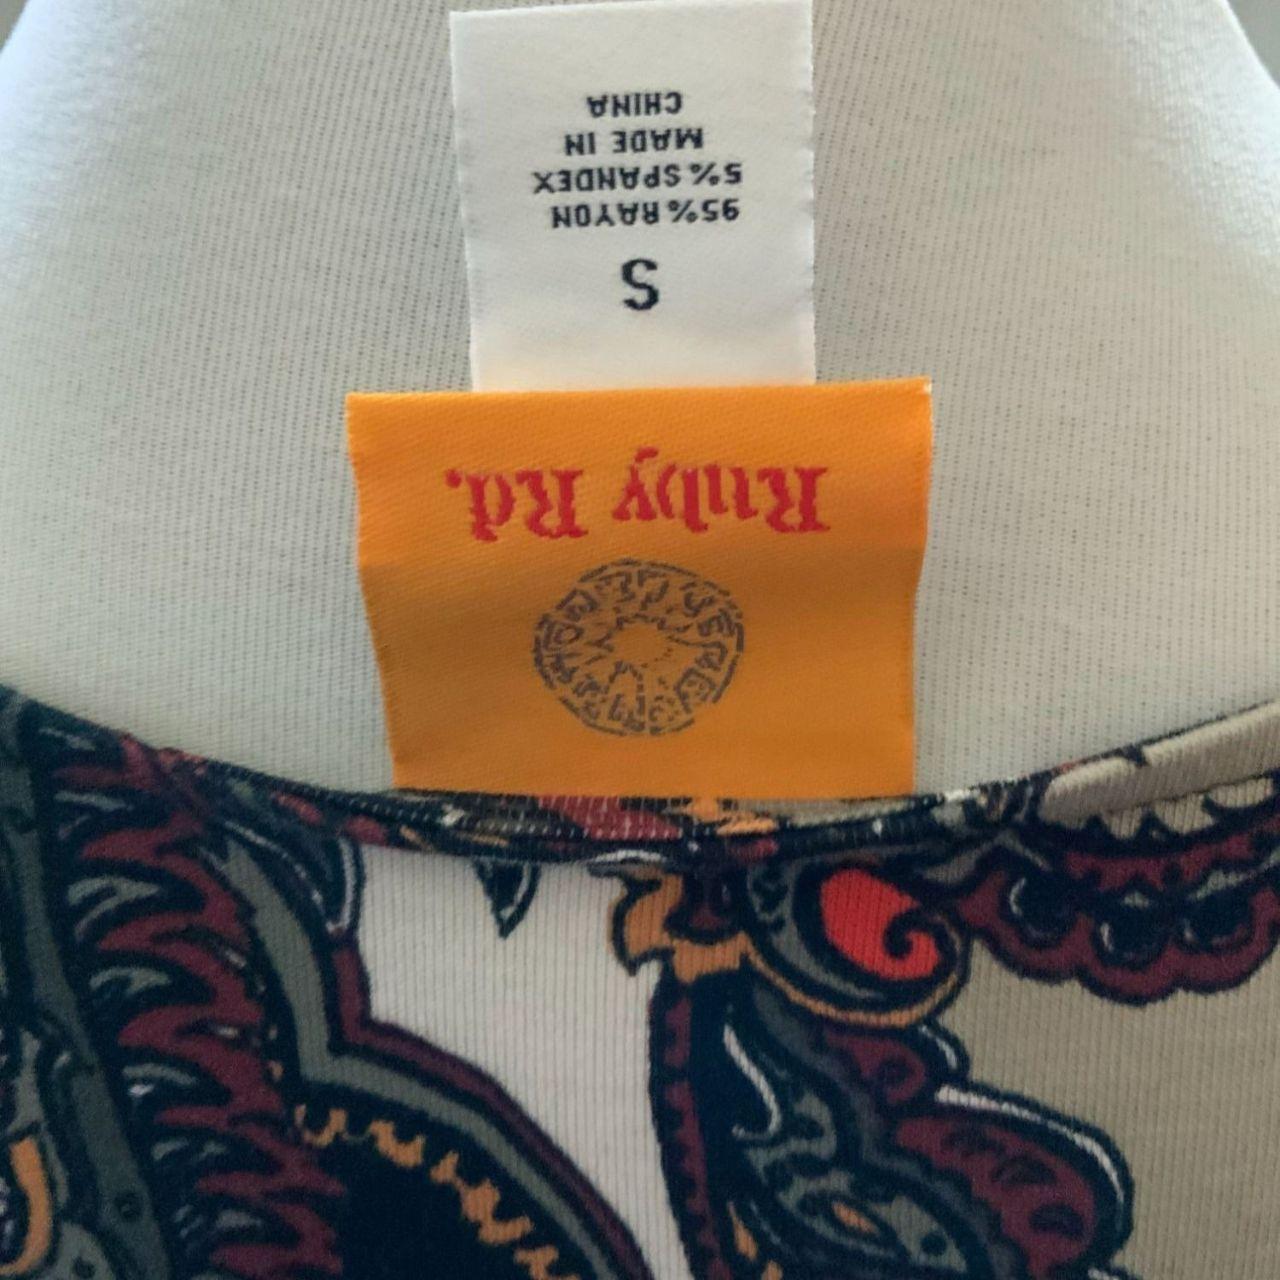 Ruby Rd.
S
95% RAYON
5% SPANDEX
MADE IN
CHINA